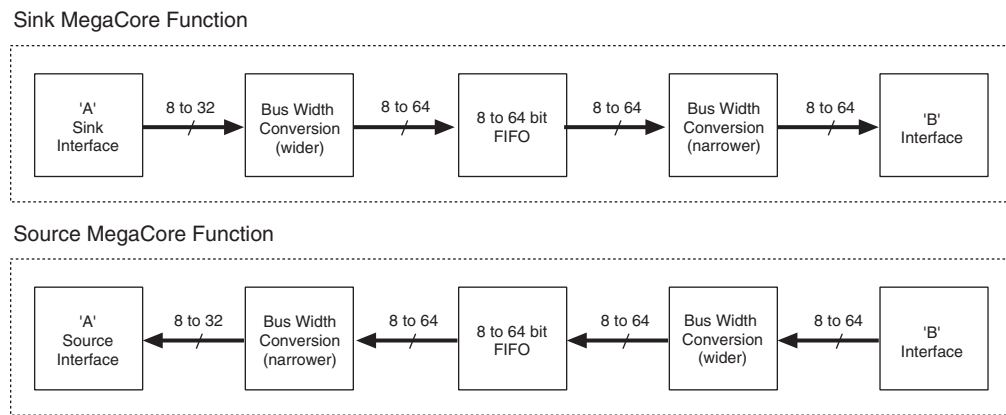 Sink MegaCore Function
'A'
Sink
Interface
8 to 32
Bus Width
Conversion
(wider)
8 to 64
8 to 64 bit
FIFO
8 to 64
Bus Width
Conversion
(narrower)
8 to 64
'B'
Interface
Source MegaCore Function
'A'
Source
Interface
8 to 32
Bus Width
Conversion
(narrower)
8 to 64
8 to 64 bit
FIFO
8 to 64
Bus Width
Conversion
(wider)
8 to 64
'B'
Interface